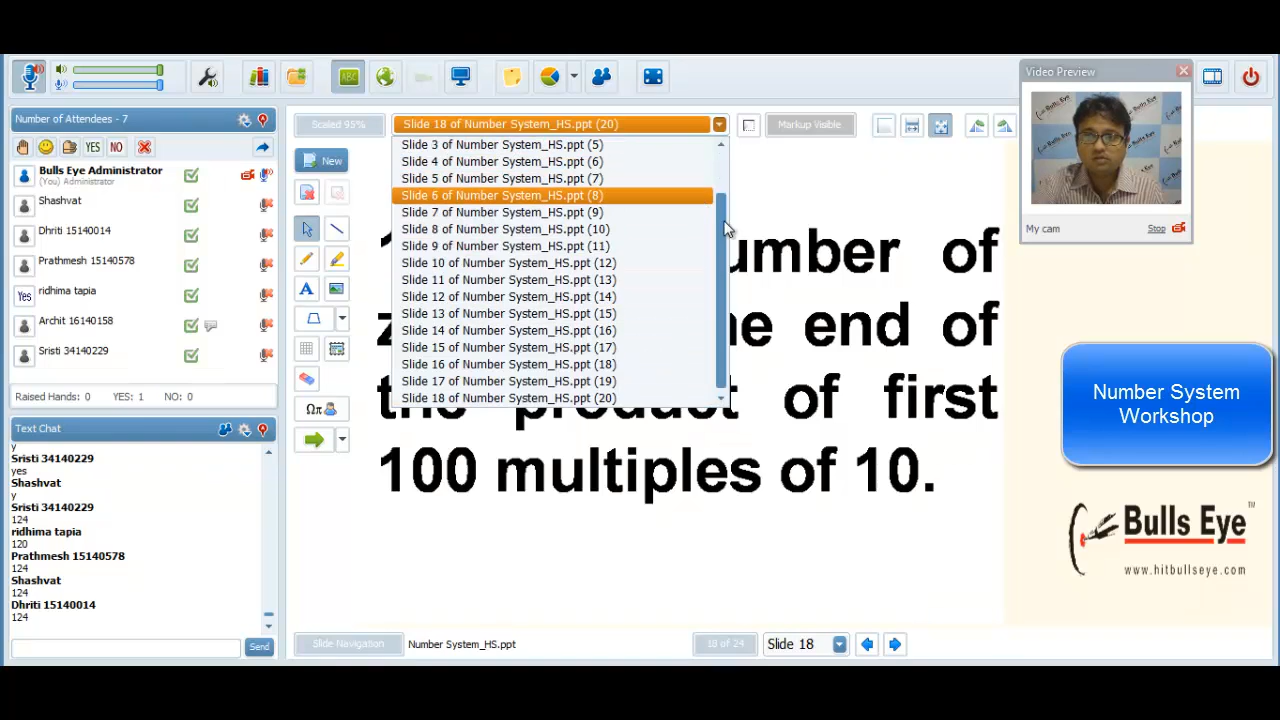 Number of Attendees - 7
YES
NO
Bulls Eye Administrator
(You) Administrator
Shashvat
Dhriti 15140014
Prathmesh 15140578
Yes
ridhima tapia
Archit 16140158
Sristi 34140229
Raised Hands: 0 YES: 1 NO: 0
Text Chat
y
Sristi 34140229
yes
Shashvat
y
Sristi 34140229
124
ridhima tapia
120
Prathmesh 15140578
124
Shashvat
124
Dhriti 15140014
124
Send
ABC
Scaled 95%
Slide 18 of Number System_HS.ppt (20)
Markup Visible
New
A
Ωπ
Slide 3 of Number System_HS.ppt (5)
Slide 4 of Number System_HS.ppt (6)
Slide 5 of Number System_HS.ppt (7)
Slide 6 of Number System_HS.ppt (8)
Slide 7 of Number System_HS.ppt (9)
Slide 8 of Number System_HS.ppt (10)
Slide 9 of Number System_HS.ppt (11)
Slide 10 of Number System_HS.ppt (12)
Slide 11 of Number System_HS.ppt (13)
Slide 12 of Number System_HS.ppt (14)
Slide 13 of Number System_HS.ppt (15)
Slide 14 of Number System_HS.ppt (16)
Slide 15 of Number System_HS.ppt (17)
Slide 16 of Number System_HS.ppt (18)
Slide 17 of Number System_HS.ppt (19)
Slide 18 of Number System_HS.ppt (20)
umber of
end of
the product of first
100 multiples of 10.
Slide Navigation
Number System_HS.ppt
18 of 24
Slide 18
Video Preview
My cam
Stop
Number System
Workshop
Bulls Eye
TM
www.hitbullseye.com